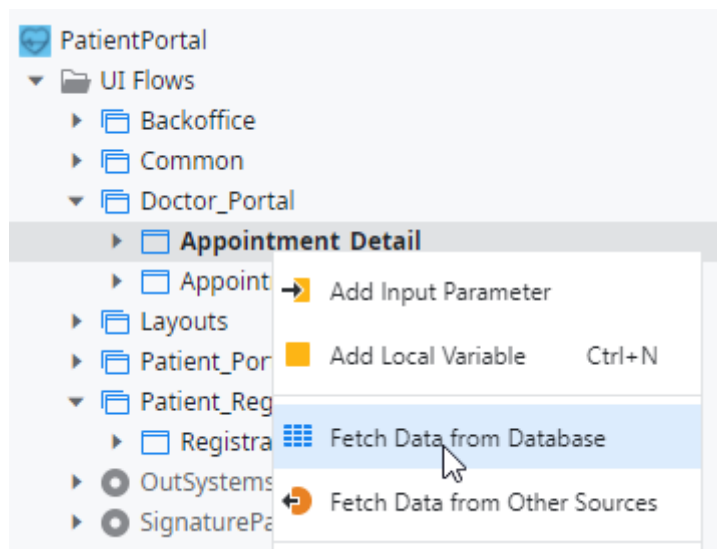 PatientPortal
UI Flows
Backoffice
Common
Doctor_Portal
Appointment Detail
Appoint
Add Input Parameter
Layouts
Add Local Variable Ctrl+N
Patient_Por
Patient_Reg
Fetch Data from Database
Registra
OutSystems
Fetch Data from Other Sources
SignaturePa